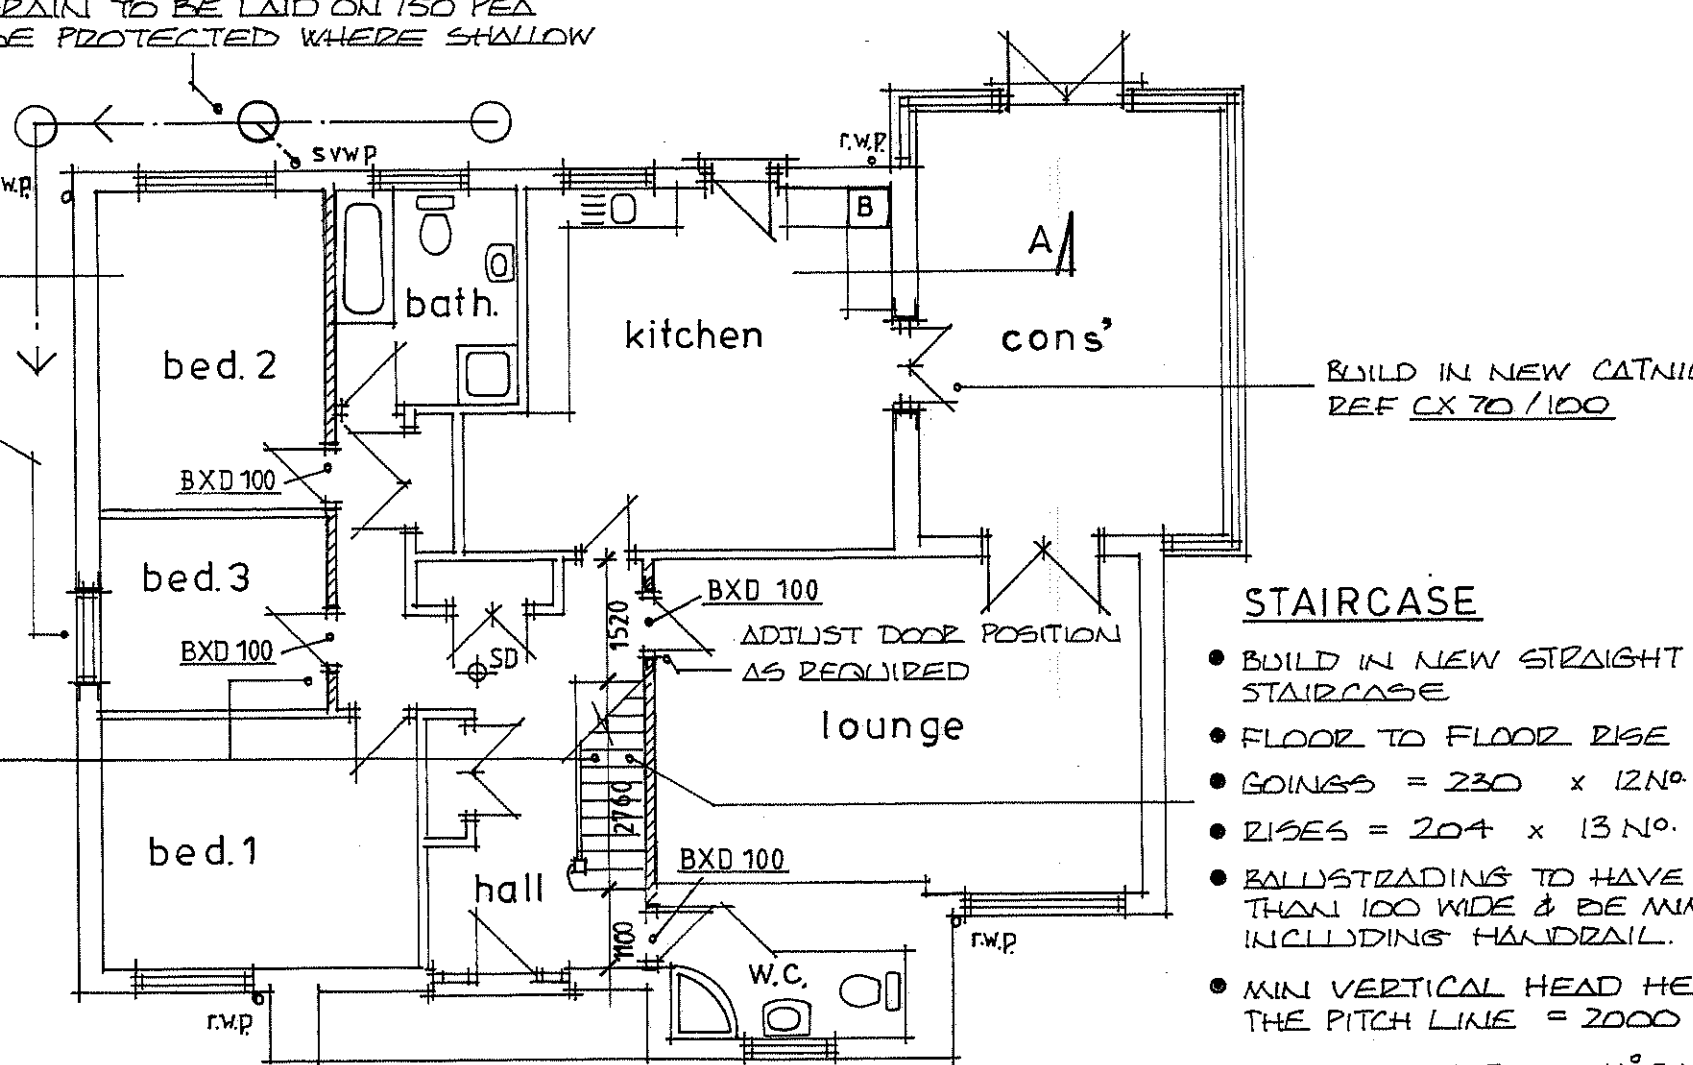 DRAIN TO BE LAID ON 150 PEA
BE PROTECTED WHERE SHALLOW
svwp
r.w.p.
w.p.
B
A
bath.
kitchen
cons'
bed. 2
BUILD IN NEW CATNIC
REF CX 70/100
BXD 100
bed. 3
BXD 100
BXD 100
1520
ADJUST DOOR POSITION
AS REQUIRED
SD
lounge
2760
bed. 1
hall
BXD 100
1100
W.C.
r.w.p.
r.w.p.
STAIRCASE
● BUILD IN NEW STRAIGHT
STAIRCASE
● FLOOR TO FLOOR RISE
● GOINGS = 230 x 12 No.
● RISES = 204 x 13 No.
● BALLUSTRADING TO HAVE
THAN 100 WIDE & BE MIN
INCLUDING HANDRAIL.
● MIN VERTICAL HEAD HE
THE PITCH LINE = 2000